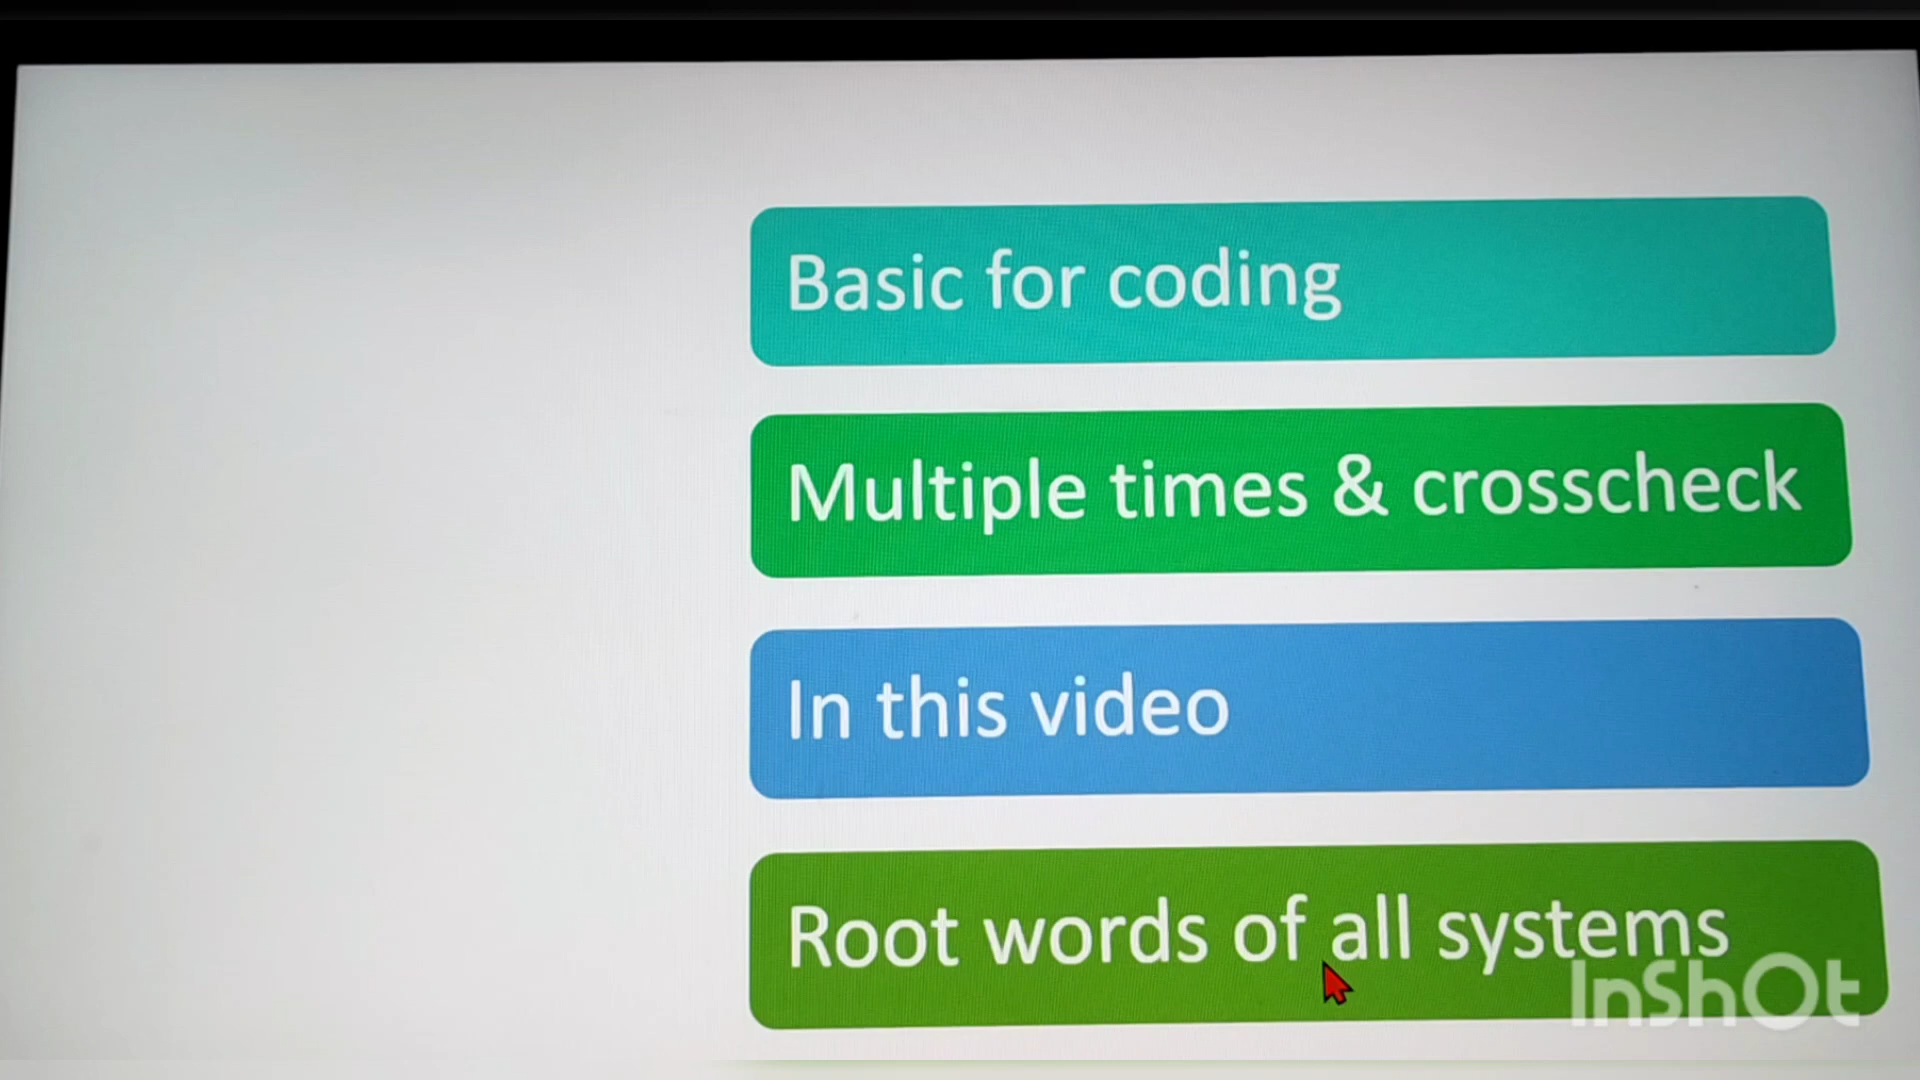 Basic for coding
Multiple times & crosscheck
In this video
Root words of all systems
InShOt